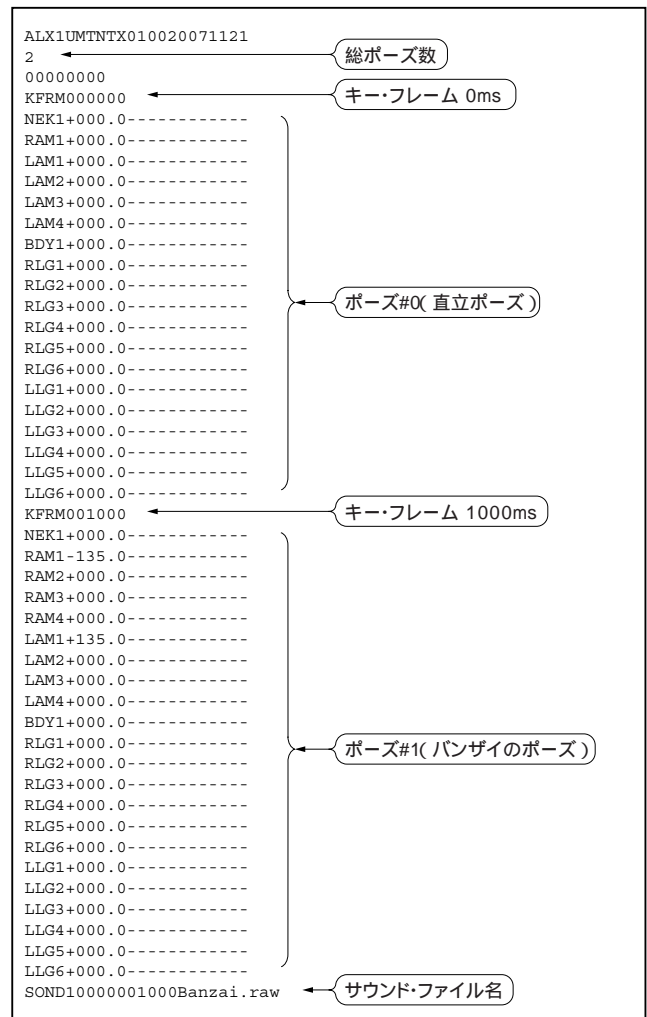 ALX1UMTNTX010020071121
2 総ポーズ数
00000000
KFRM000000 キー・フレーム 0ms
NEK1+000.0------------
RAM1+000.0------------
LAM1+000.0------------
LAM2+000.0------------
LAM3+000.0------------
LAM4+000.0------------
BDY1+000.0------------
RLG1+000.0------------
RLG2+000.0------------
RLG3+000.0------------ ポーズ#0(直立ポーズ)
RLG4+000.0------------
RLG5+000.0------------
RLG6+000.0------------
LLG1+000.0------------
LLG2+000.0------------
LLG3+000.0------------
LLG4+000.0------------
LLG5+000.0------------
LLG6+000.0------------
KFRM001000 キー・フレーム 1000ms
NEK1+000.0------------
RAM1-135.0------------
RAM2+000.0------------
RAM3+000.0------------
RAM4+000.0------------
LAM1+135.0------------
LAM2+000.0------------
LAM3+000.0------------
LAM4+000.0------------
BDY1+000.0------------
RLG1+000.0------------ ポーズ#1(バンザイのポーズ)
RLG2+000.0------------
RLG3+000.0------------
RLG4+000.0------------
RLG5+000.0------------
RLG6+000.0------------
LLG1+000.0------------
LLG2+000.0------------
LLG3+000.0------------
LLG4+000.0------------
LLG5+000.0------------
LLG6+000.0------------
SOND10000001000Banzai.raw サウンド・ファイル名